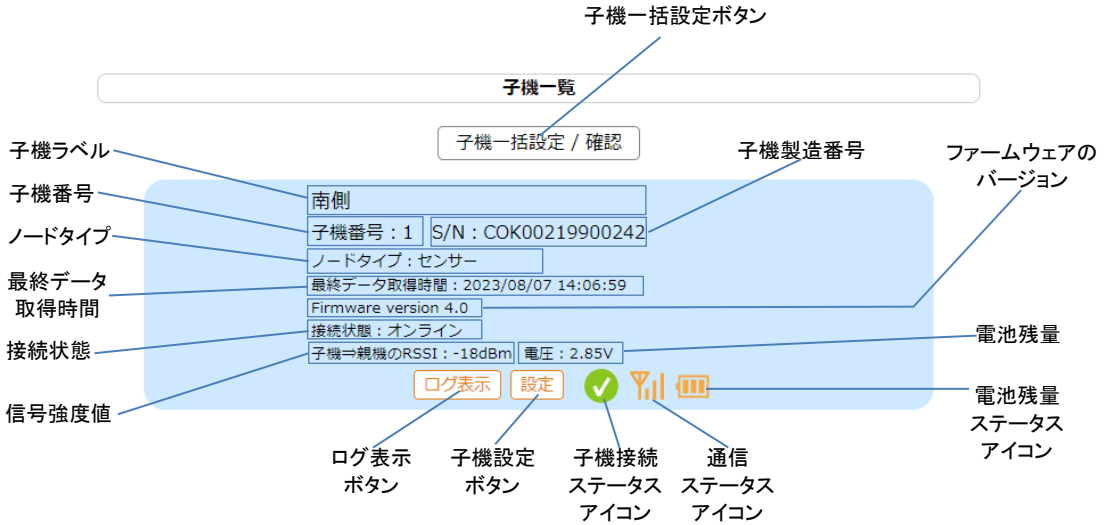 子機一括設定ボタン
子機一覧
子機一括設定 / 確認
子機ラベル
子機製造番号
ファームウェアの
バージョン
子機番号
南側
子機番号：1
S/N：COK00219900242
ノードタイプ
ノードタイプ：センサー
最終データ
取得時間
最終データ取得時間：2023/08/07 14:06:59
Firmware version 4.0
接続状態
接続状態：オンライン
電池残量
子機⇒親機のRSSI：-18dBm
電圧：2.85V
信号強度値
ログ表示
設定
電池残量
ステータス
アイコン
ログ表示
ボタン
子機設定
ボタン
子機接続
ステータス
アイコン
通信
ステータス
アイコン